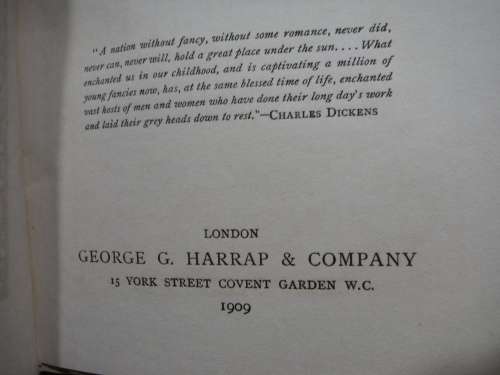 "A nation without fancy, without some romance, never did,
never can, never will, hold a great place under the sun. . . . What
enchanted us in our childhood, and is captivating a million of
young fancies now, has, at the same blessed time of life, enchanted
vast hosts of men and women who have done their long day's work
and laid their grey heads down to rest."—CHARLES DICKENS
LONDON
GEORGE G. HARRAP & COMPANY
15 YORK STREET COVENT GARDEN W.C.
1909